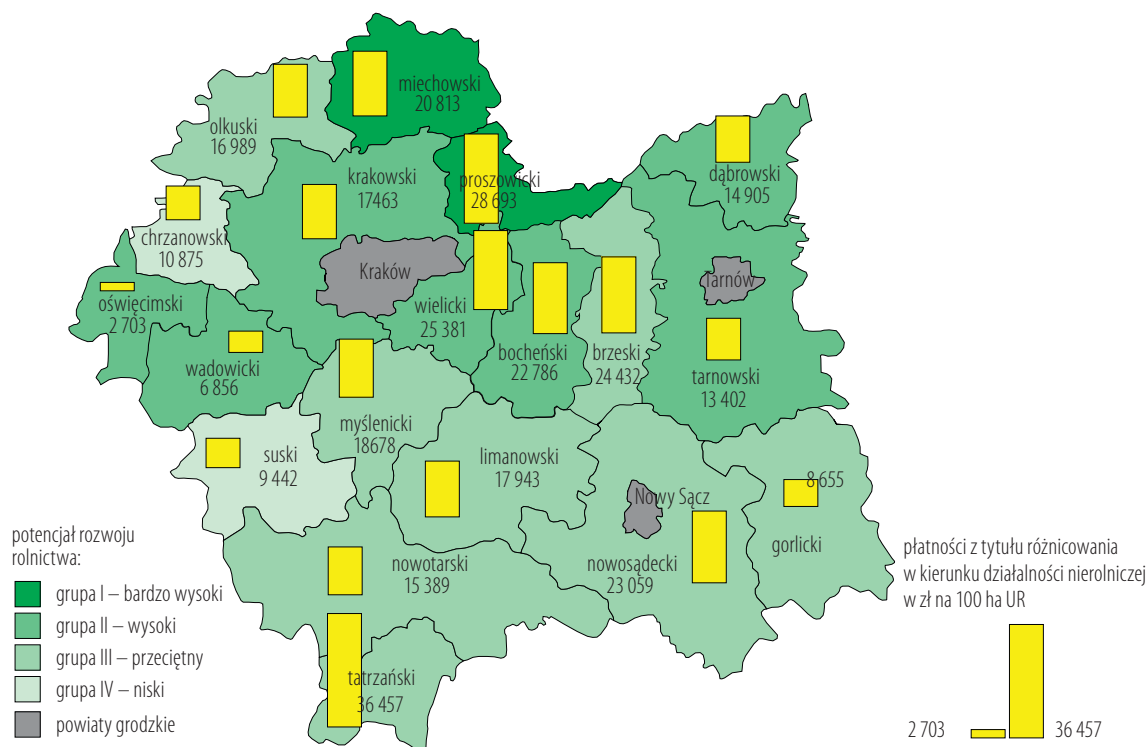 miechowski
20 813
olkuski
16 989
krakowski
17463
proszowicki
28 693
dąbrowski
14 905
chrzanowski
10 875
Kraków
Tarnów
oświęcimski
2 703
wielicki
25 381
bocheński
22 786
brzeski
24 432
tarnowski
13 402
wadowicki
6 856
myślenicki
18678
suski
9 442
limanowski
17 943
Nowy Sącz
8 655
gorlicki
nowotarski
15 389
nowosądecki
23 059
tatrzański
36 457
potencjał rozwoju
rolnictwa:
grupa I – bardzo wysoki
grupa II – wysoki
grupa III – przeciętny
grupa IV – niski
powiaty grodzkie
płatności z tytułu różnicowania
w kierunku działalności nierolniczej
w zł na 100 ha UR
2 703
36 457